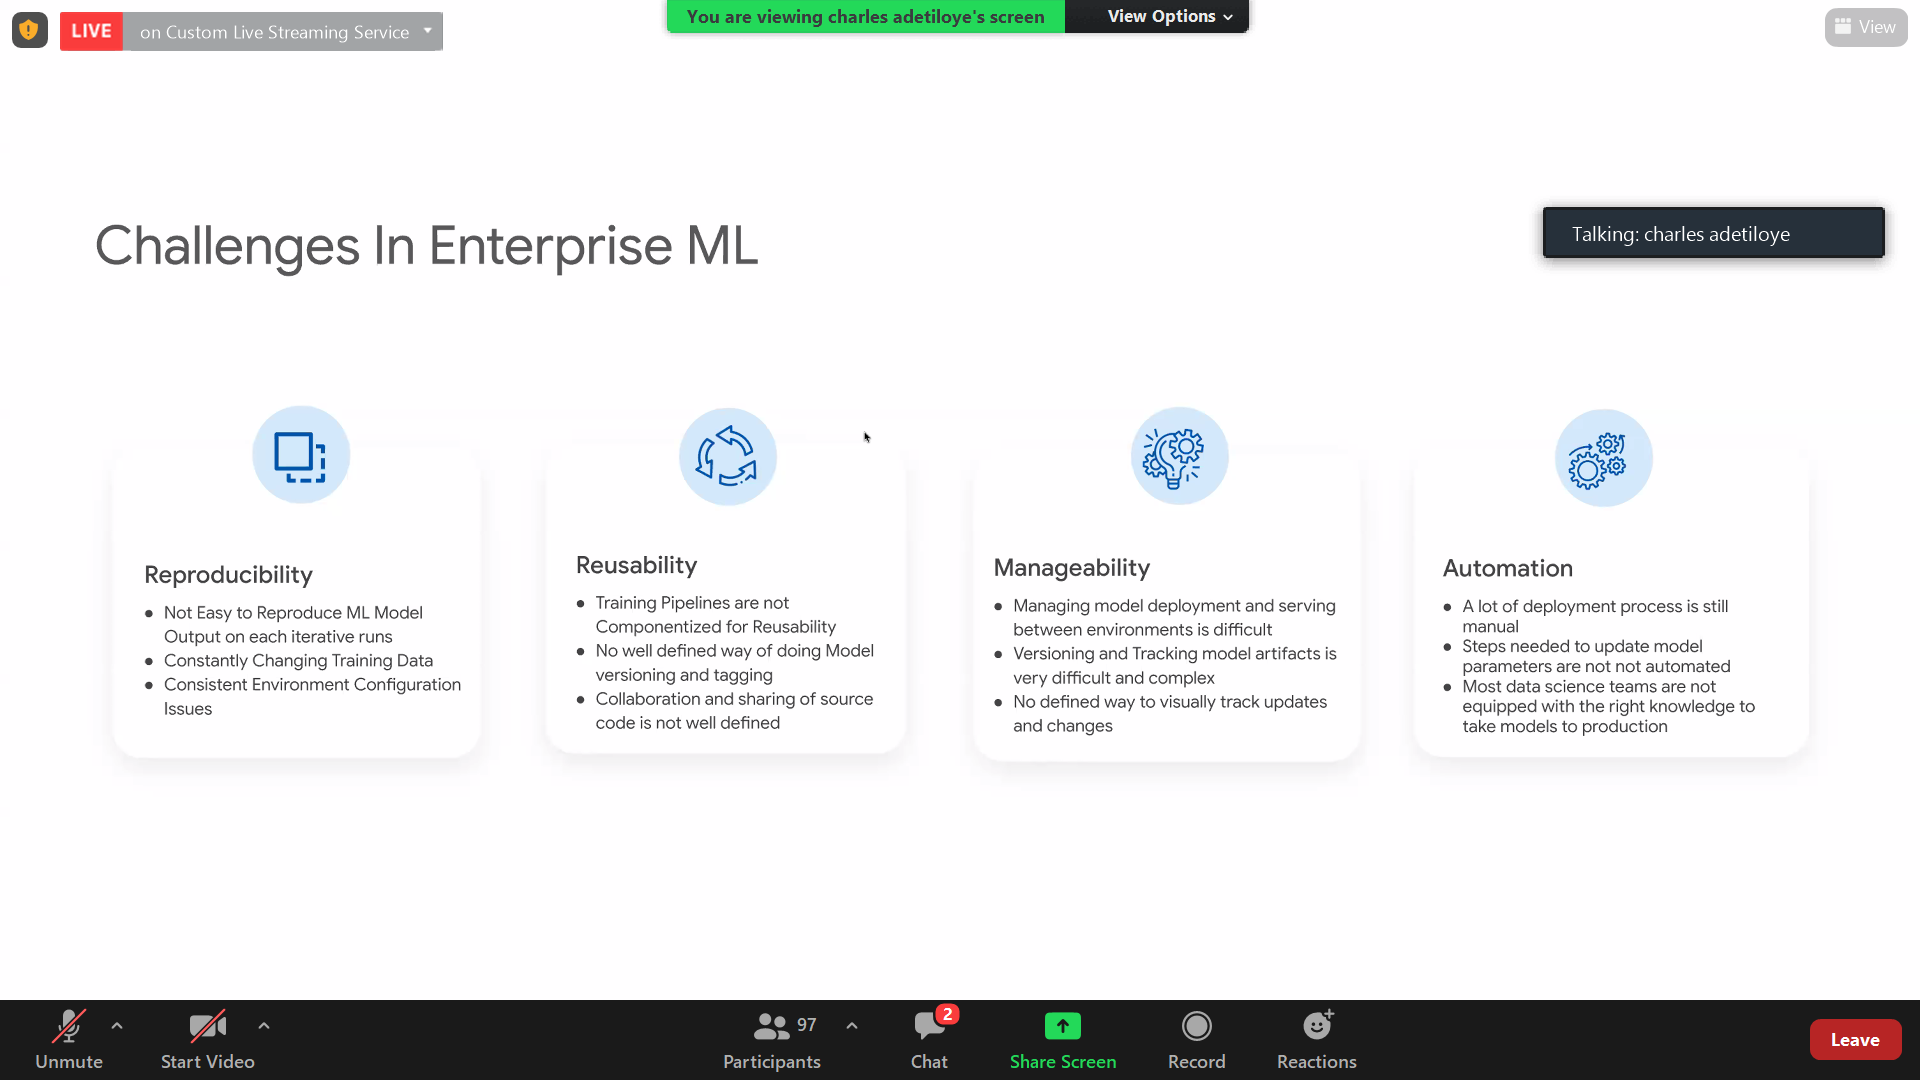 LIVE on Custom Live Streaming Service
You are viewing charles adetiloye's screen
View Options
View
Challenges In Enterprise ML
Talking: charles adetiloye
Reproducibility
Not Easy to Reproduce ML Model
Output on each iterative runs
Constantly Changing Training Data
Consistent Environment Configuration
Issues
Reusability
Training Pipelines are not
Componentized for Reusability
No well defined way of doing Model
versioning and tagging
Collaboration and sharing of source
code is not well defined
Manageability
Managing model deployment and serving
between environments is difficult
Versioning and Tracking model artifacts is
very difficult and complex
No defined way to visually track updates
and changes
Automation
A lot of deployment process is still
manual
Steps needed to update model
parameters are not not automated
Most data science teams are not
equipped with the right knowledge to
take models to production
Unmute
Start Video
97
Participants
2
Chat
Share Screen
Record
Reactions
Leave